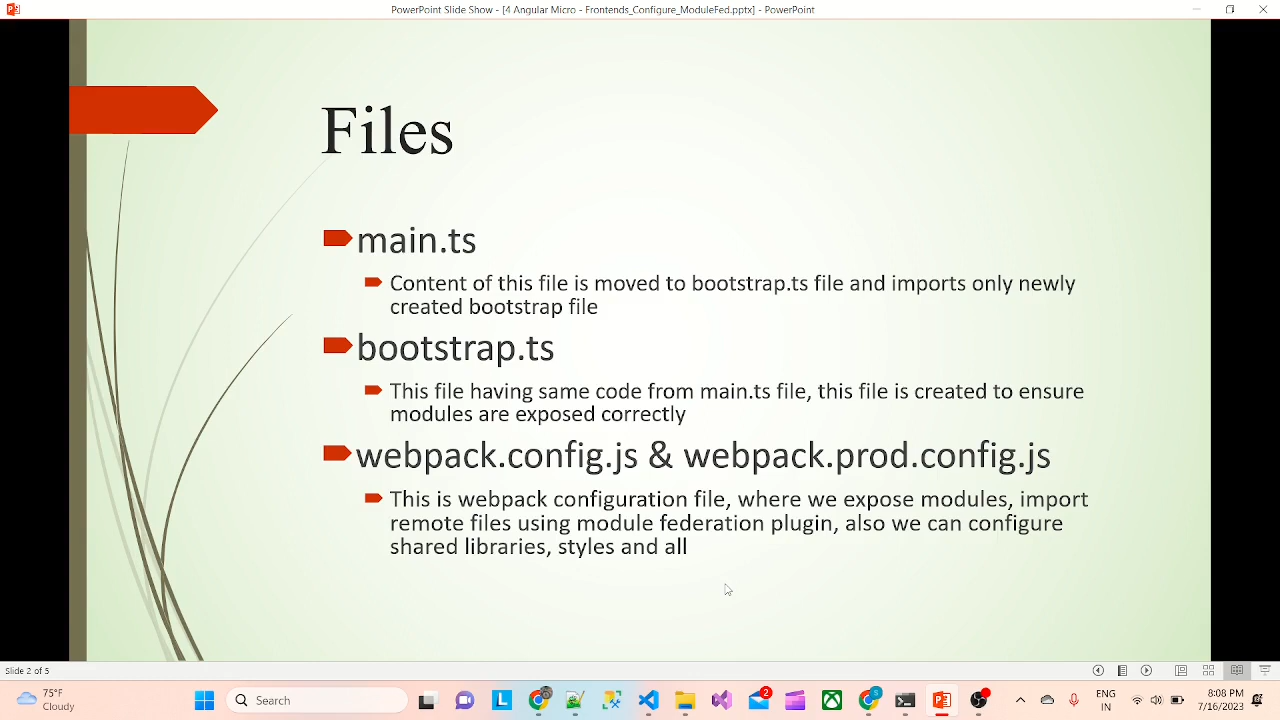 PowerPoint Slide Show - [4 Angular Micro - Frontends_Configure_ModuleFed.pptx] - PowerPoint
Files
main.ts
Content of this file is moved to bootstrap.ts file and imports only newly
created bootstrap file
bootstrap.ts
This file having same code from main.ts file, this file is created to ensure
modules are exposed correctly
webpack.config.js & webpack.prod.config.js
This is webpack configuration file, where we expose modules, import
remote files using module federation plugin, also we can configure
shared libraries, styles and all
Slide 2 of 5
75°F
Cloudy
Search
2
ENG
IN
8:08 PM
7/16/2023